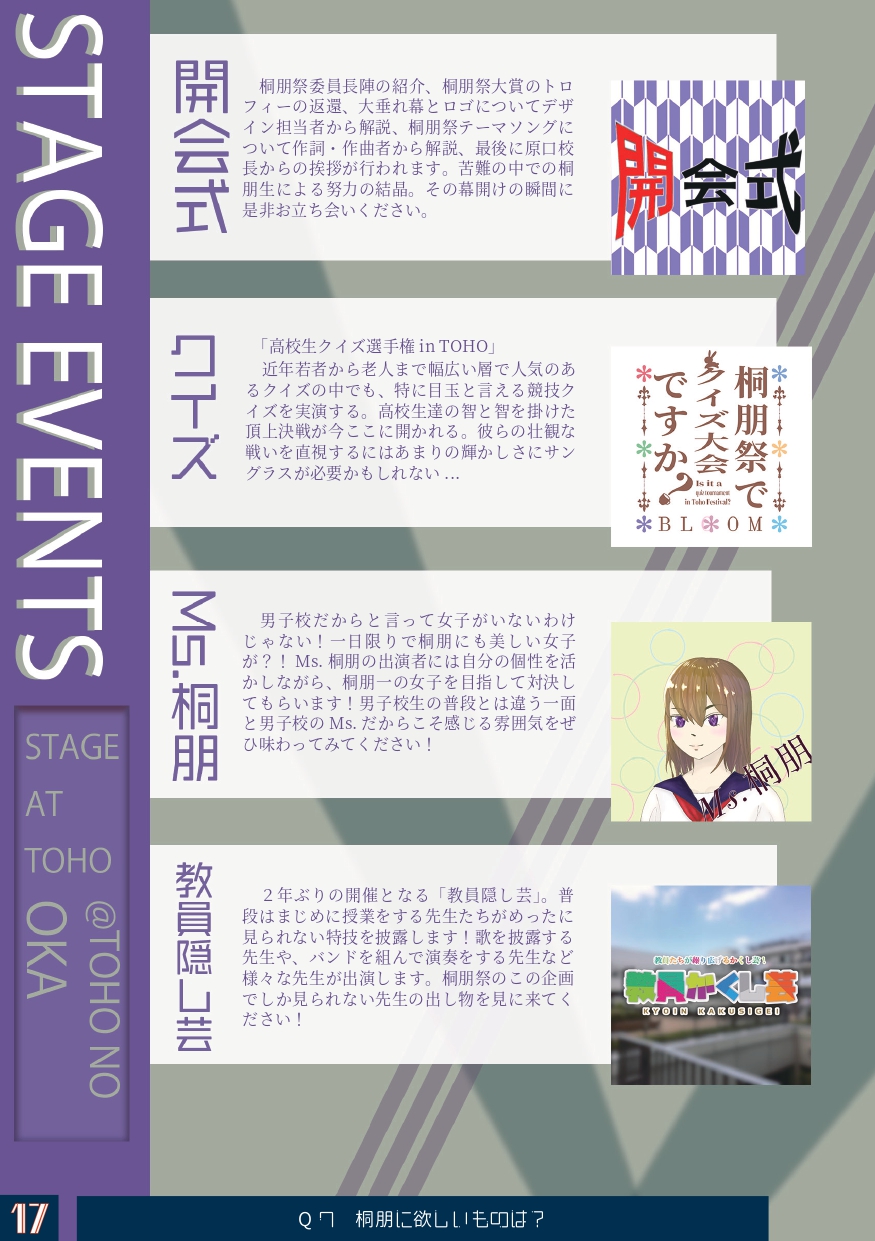 STAGE EVENTS
STAGE
AT
TOHO
@TOHO NO
OKA
開会式
桐朋祭委員長陣の紹介、桐朋祭大賞のトロ
フィーの返還、大垂れ幕とロゴについてデザ
イン担当者から解説、桐朋祭テーマソングに
ついて作詞・作曲者から解説、最後に原口校
長からの挨拶が行われます。苦難の中での桐
朋生による努力の結晶。その幕開けの瞬間に
是非お立ち会いください。
開会式
クイズ
「高校生クイズ選手権 in TOHO」
近年若者から老人まで幅広い層で人気のあ
るクイズの中でも、特に目玉と言える競技ク
イズを実演する。高校生達の智と智を掛けた
頂上決戦が今ここに開かれる。彼らの壮観な
戦いを直視するにはあまりの輝かしさにサン
グラスが必要かもしれない …
桐朋祭で
クイズ大会
ですか?
Is it a
quiz tournament
in Toho Festival?
BLOOM
Ms.桐朋
男子校だからと言って女子がいないわけ
じゃない!一日限りで桐朋にも美しい女子
が?! Ms. 桐朋の出演者には自分の個性を活
かしながら、桐朋一の女子を目指して対決し
てもらいます!男子校生の普段とは違う一面
と男子校の Ms. だからこそ感じる雰囲気をぜ
ひ味わってみてください!
Ms.桐朋
教員隠し芸
2年ぶりの開催となる「教員隠し芸」。普
段はまじめに授業をする先生たちがめったに
見られない特技を披露します!歌を披露する
先生や、バンドを組んで演奏をする先生など
様々な先生が出演します。桐朋祭のこの企画
でしか見られない先生の出し物を見に来てく
ださい!
教員たちが繰り広げるかくし芸!
教員かくし芸
KYOIN KAKUSIGEI
17
Q7 桐朋に欲しいものは?